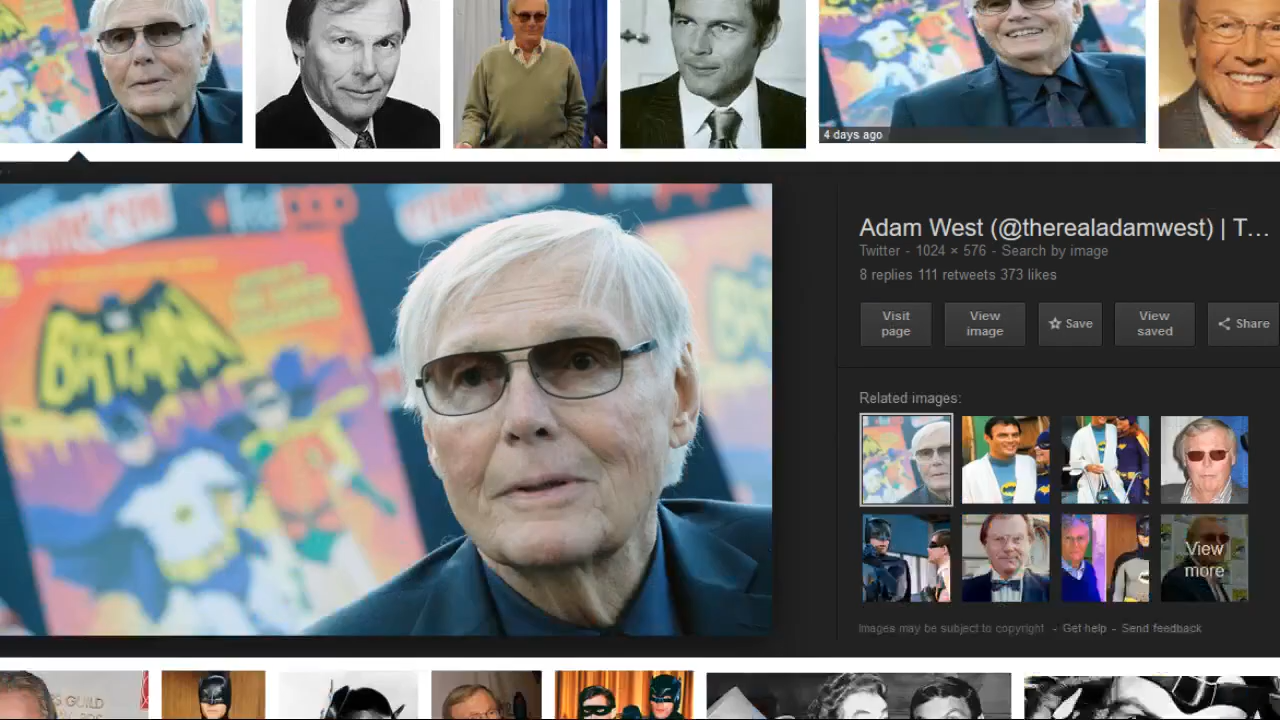 4 days ago
BATMAN
Adam West (@therealadamwest) | T...
Twitter - 1024 × 576 - Search by image
8 replies 111 retweets 373 likes
Visit page
View image
Save
View saved
Share
Related images:
View more
Images may be subject to copyright - Get help - Send feedback
S GUILD